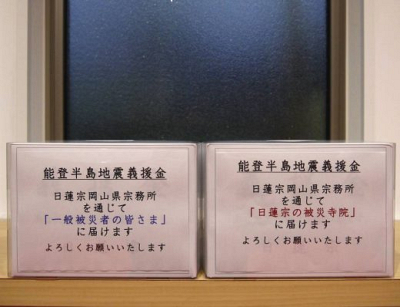 能登半島地震義援金
日蓮宗岡山県宗務所
を通じて
「一般被災者の皆さま」
に届けます
よろしくお願いいたします
能登半島地震義援金
日蓮宗岡山県宗務所
を通じて
「日蓮宗の被災寺院」
に届けます
よろしくお願いいたします